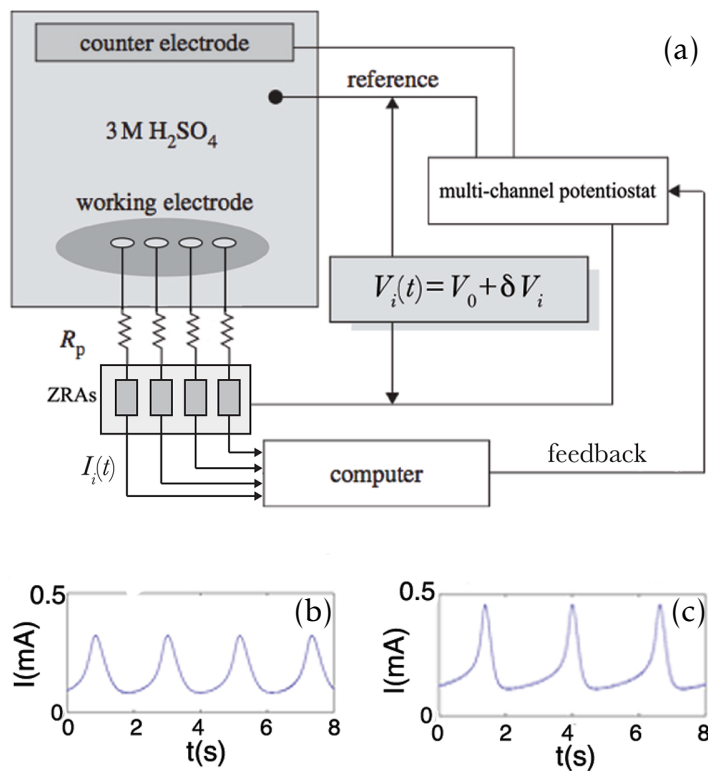 counter electrode
(a)
reference
3 M H₂SO₄
multi-channel potentiostat
working electrode
Vᵢ(t) = V₀ + δVᵢ
Rₚ
ZRAs
Iᵢ(t)
computer
feedback
0.5
(b)
I(mA)
0
0 2 4 6 8
t(s)
0.5
(c)
I(mA)
0
0 2 4 6 8
t(s)